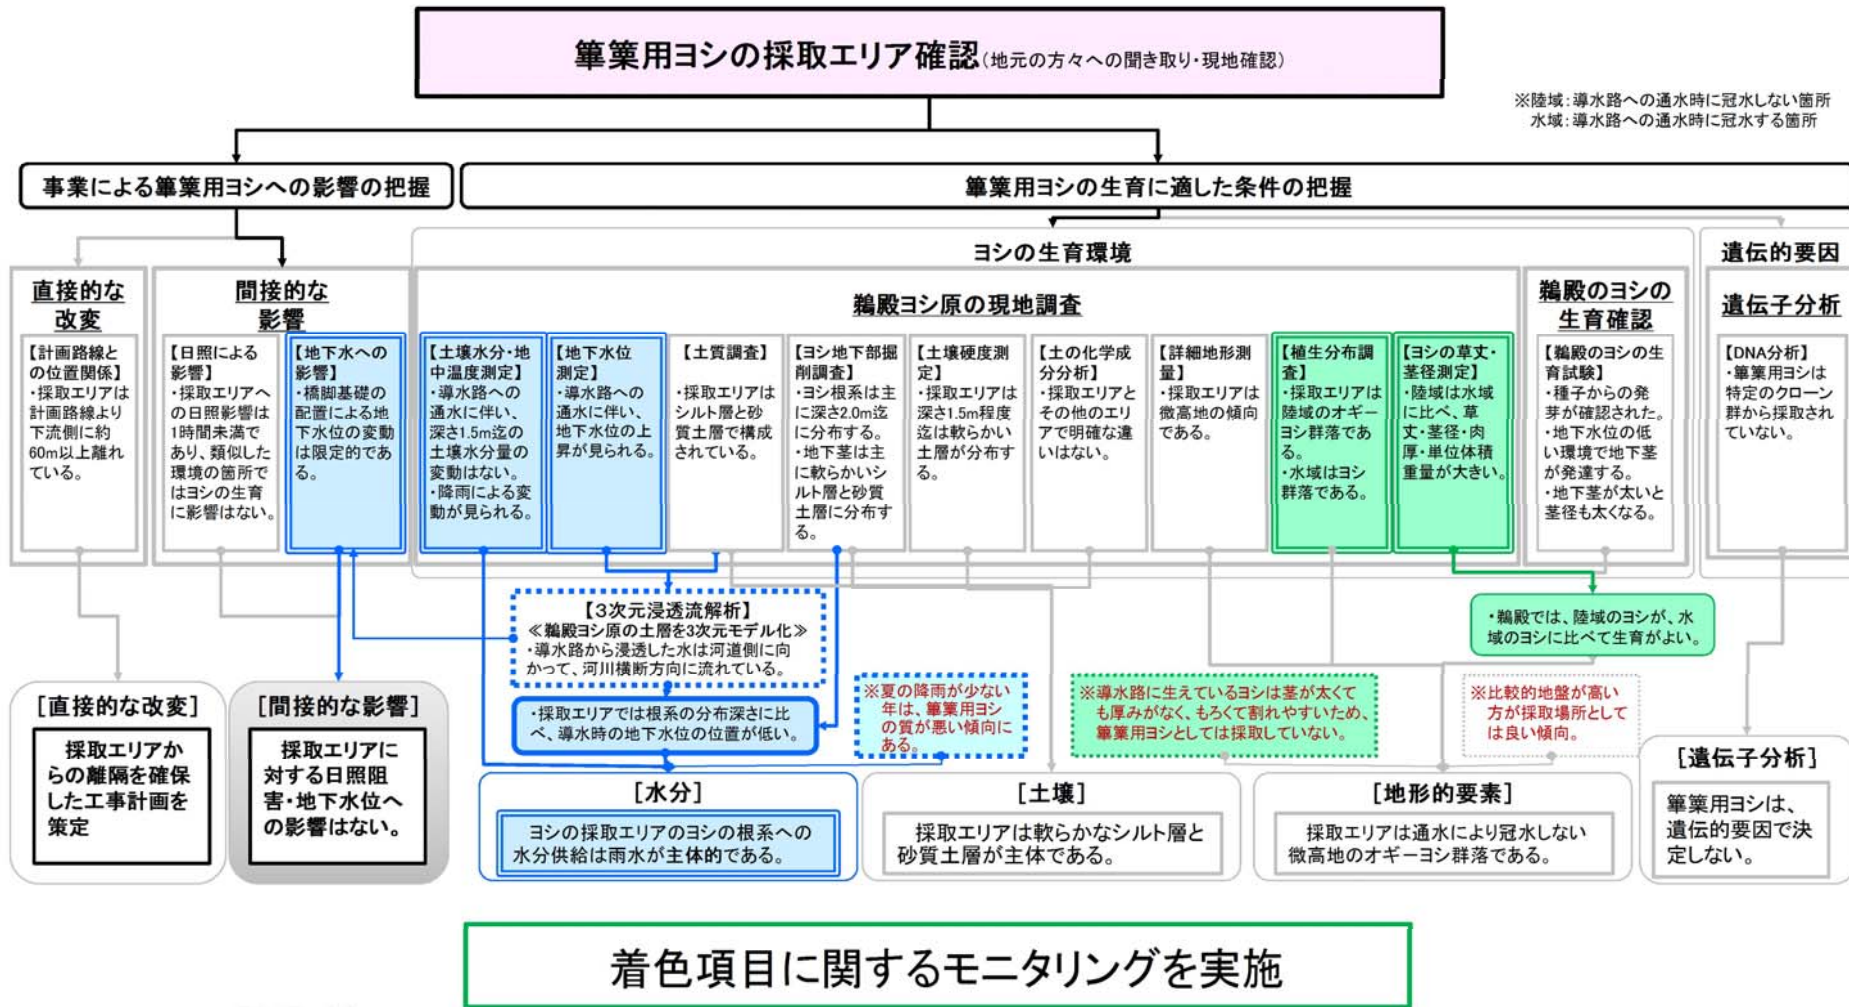 篳篥用ヨシの採取エリア確認(地元の方々への聞き取り・現地確認)
※陸域:導水路への通水時に冠水しない箇所
水域:導水路への通水時に冠水する箇所
事業による篳篥用ヨシへの影響の把握
篳篥用ヨシの生育に適した条件の把握
ヨシの生育環境
遺伝的要因
直接的な
改変
間接的な
影響
鵜殿ヨシ原の現地調査
鵜殿のヨシの
生育確認
遺伝子分析
【計画路線と
の位置関係】
・採取エリアは
計画路線より
下流側に約
60m以上離れ
ている。
【日照による
影響】
・採取エリアへ
の日照影響は
1時間未満で
あり、類似した
環境の箇所で
はヨシの生育
に影響はない。
【地下水への
影響】
・橋脚基礎の
配置による地
下水位の変動
は限定的であ
る。
【土壌水分・地
中温度測定】
・導水路への
通水に伴い、
深さ1.5m迄の
土壌水分量の
変動はない。
・降雨による変
動が見られる。
【地下水位
測定】
・導水路への
通水に伴い、
地下水位の上
昇が見られる。
【土質調査】
・採取エリアは
シルト層と砂
質土層で構成
されている。
【ヨシ地下部掘
削調査】
・ヨシ根系は主
に深さ2.0m迄
に分布する。
・地下茎は主
に軟らかいシ
ルト層と砂質
土層に分布す
る。
【土壌硬度測
定】
・採取エリアは
深さ1.5m程度
迄は軟らかい
土層が分布す
る。
【土の化学成
分分析】
・採取エリアと
その他のエリ
アで明確な違
いはない。
【詳細地形測
量】
・採取エリアは
微高地の傾向
である。
【植生分布調
査】
・採取エリアは
陸域のオギー
ヨシ群落であ
る。
・水域はヨシ
群落である。
【ヨシの草丈・
茎径測定】
・陸域は水域
に比べ、草
丈・茎径・肉
厚・単位体積
重量が大きい。
【鵜殿のヨシの生
育試験】
・種子からの発
芽が確認された。
・地下水位の低
い環境で地下茎
が発達する。
・地下茎が太いと
茎径も太くなる。
【DNA分析】
・篳篥用ヨシは
特定のクローン
群から採取され
ていない。
【3次元浸透流解析】
≪鵜殿ヨシ原の土層を3次元モデル化≫
・導水路から浸透した水は河道側に向
かって、河川横断方向に流れている。
・鵜殿では、陸域のヨシが、水
域のヨシに比べて生育がよい。
・採取エリアでは根系の分布深さに比
べ、導水時の地下水位の位置が低い。
※夏の降雨が少ない
年は、篳篥用ヨシ
の質が悪い傾向に
ある。
※導水路に生えているヨシは茎が太くて
も厚みがなく、もろくて割れやすいため、
篳篥用ヨシとしては採取していない。
※比較的地盤が高い
方が採取場所として
は良い傾向。
[直接的な改変]
採取エリアか
らの離隔を確保
した工事計画を
策定
[間接的な影響]
採取エリアに
対する日照阻
害・地下水位へ
の影響はない。
[水分]
ヨシの採取エリアのヨシの根系への
水分供給は雨水が主体的である。
[土壌]
採取エリアは軟らかなシルト層と
砂質土層が主体である。
[地形的要素]
採取エリアは通水により冠水しない
微高地のオギーヨシ群落である。
[遺伝子分析]
篳篥用ヨシは、
遺伝的要因で決
定しない。
着色項目に関するモニタリングを実施